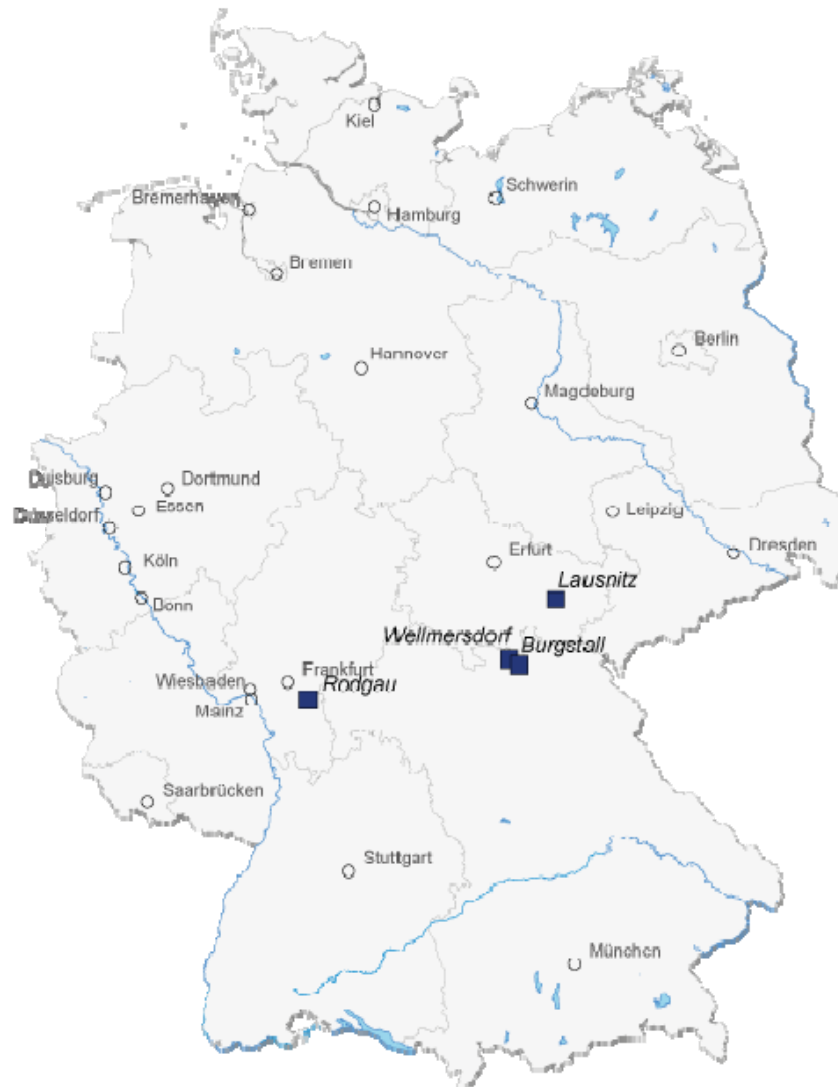 Kiel
Schwerin
Bremerhaven
Hamburg
Bremen
Berlin
Hannover
Magdeburg
Duisburg
Dortmund
Essen
Leipzig
Düsseldorf
Dresden
Erfurt
Köln
Lausnitz
Bonn
Wellmersdorf
Burgstall
Frankfurt
Wiesbaden
Rodgau
Mainz
Saarbrücken
Stuttgart
München